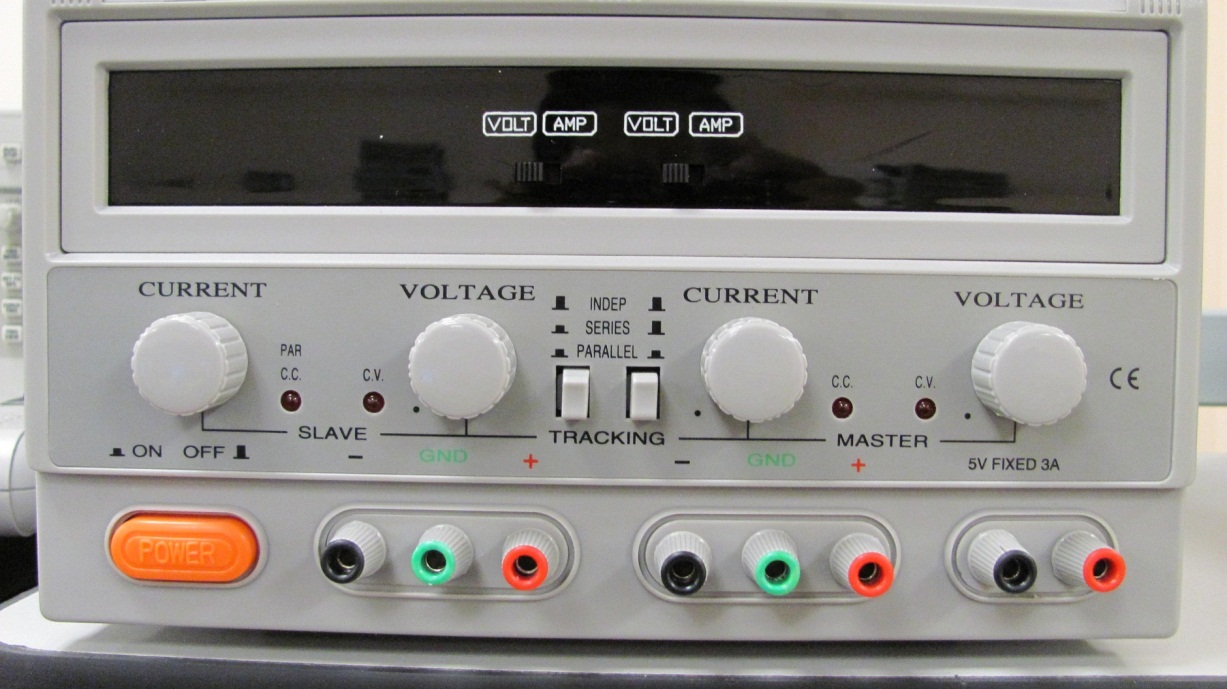 VOLT AMP VOLT AMP
CURRENT VOLTAGE INDEP CURRENT VOLTAGE
SERIES
PARALLEL
PAR
C.C. C.V. C.C. C.V. CE
SLAVE TRACKING MASTER
ON OFF − GND + − GND + 5V FIXED 3A
POWER